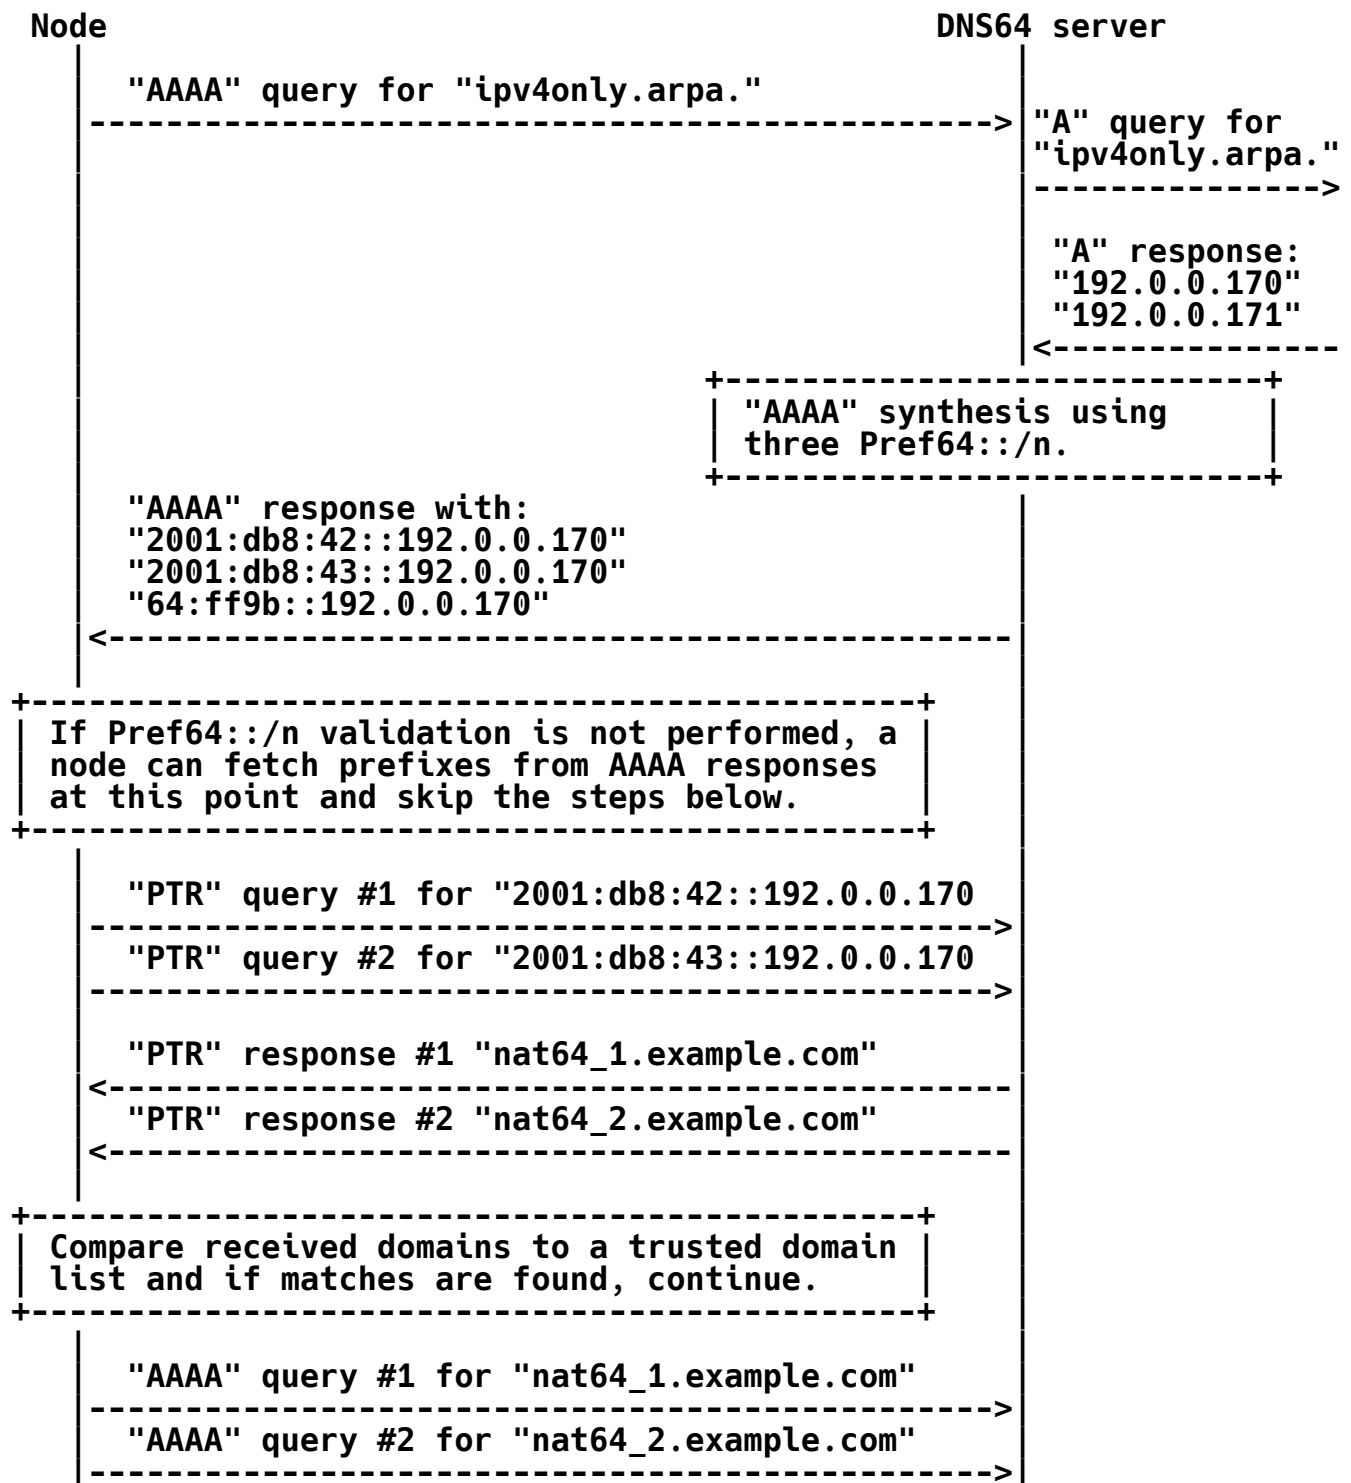 Node DNS64 server
"AAAA" query for "ipv4only.arpa."
"A" query for
"ipv4only.arpa."
"A" response:
"192.0.0.170"
"192.0.0.171"
"AAAA" synthesis using
three Pref64::/n.
"AAAA" response with:
"2001:db8:42::192.0.0.170"
"2001:db8:43::192.0.0.170"
"64:ff9b::192.0.0.170"
If Pref64::/n validation is not performed, a
node can fetch prefixes from AAAA responses
at this point and skip the steps below.
"PTR" query #1 for "2001:db8:42::192.0.0.170
"PTR" query #2 for "2001:db8:43::192.0.0.170
"PTR" response #1 "nat64_1.example.com"
"PTR" response #2 "nat64_2.example.com"
Compare received domains to a trusted domain
list and if matches are found, continue.
"AAAA" query #1 for "nat64_1.example.com"
"AAAA" query #2 for "nat64_2.example.com"